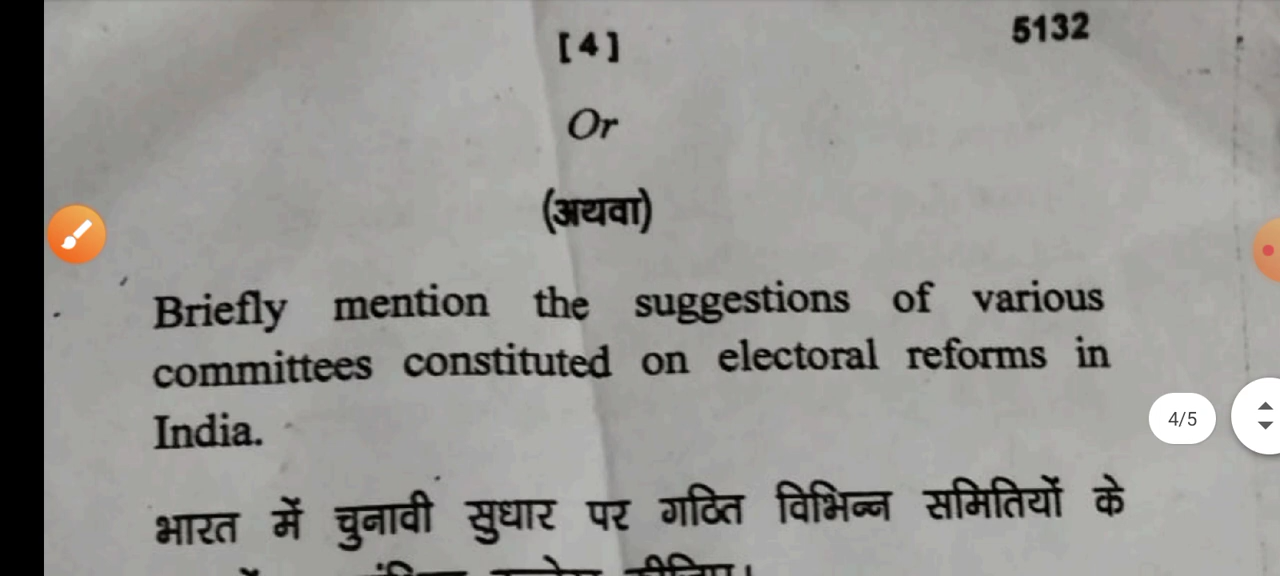 [4]
5132
Or
(अथवा)
Briefly mention the suggestions of various
committees constituted on electoral reforms in
India.
4/5
भारत में चुनावी सुधार पर गठित विभिन्न समितियों के
कीजिए।